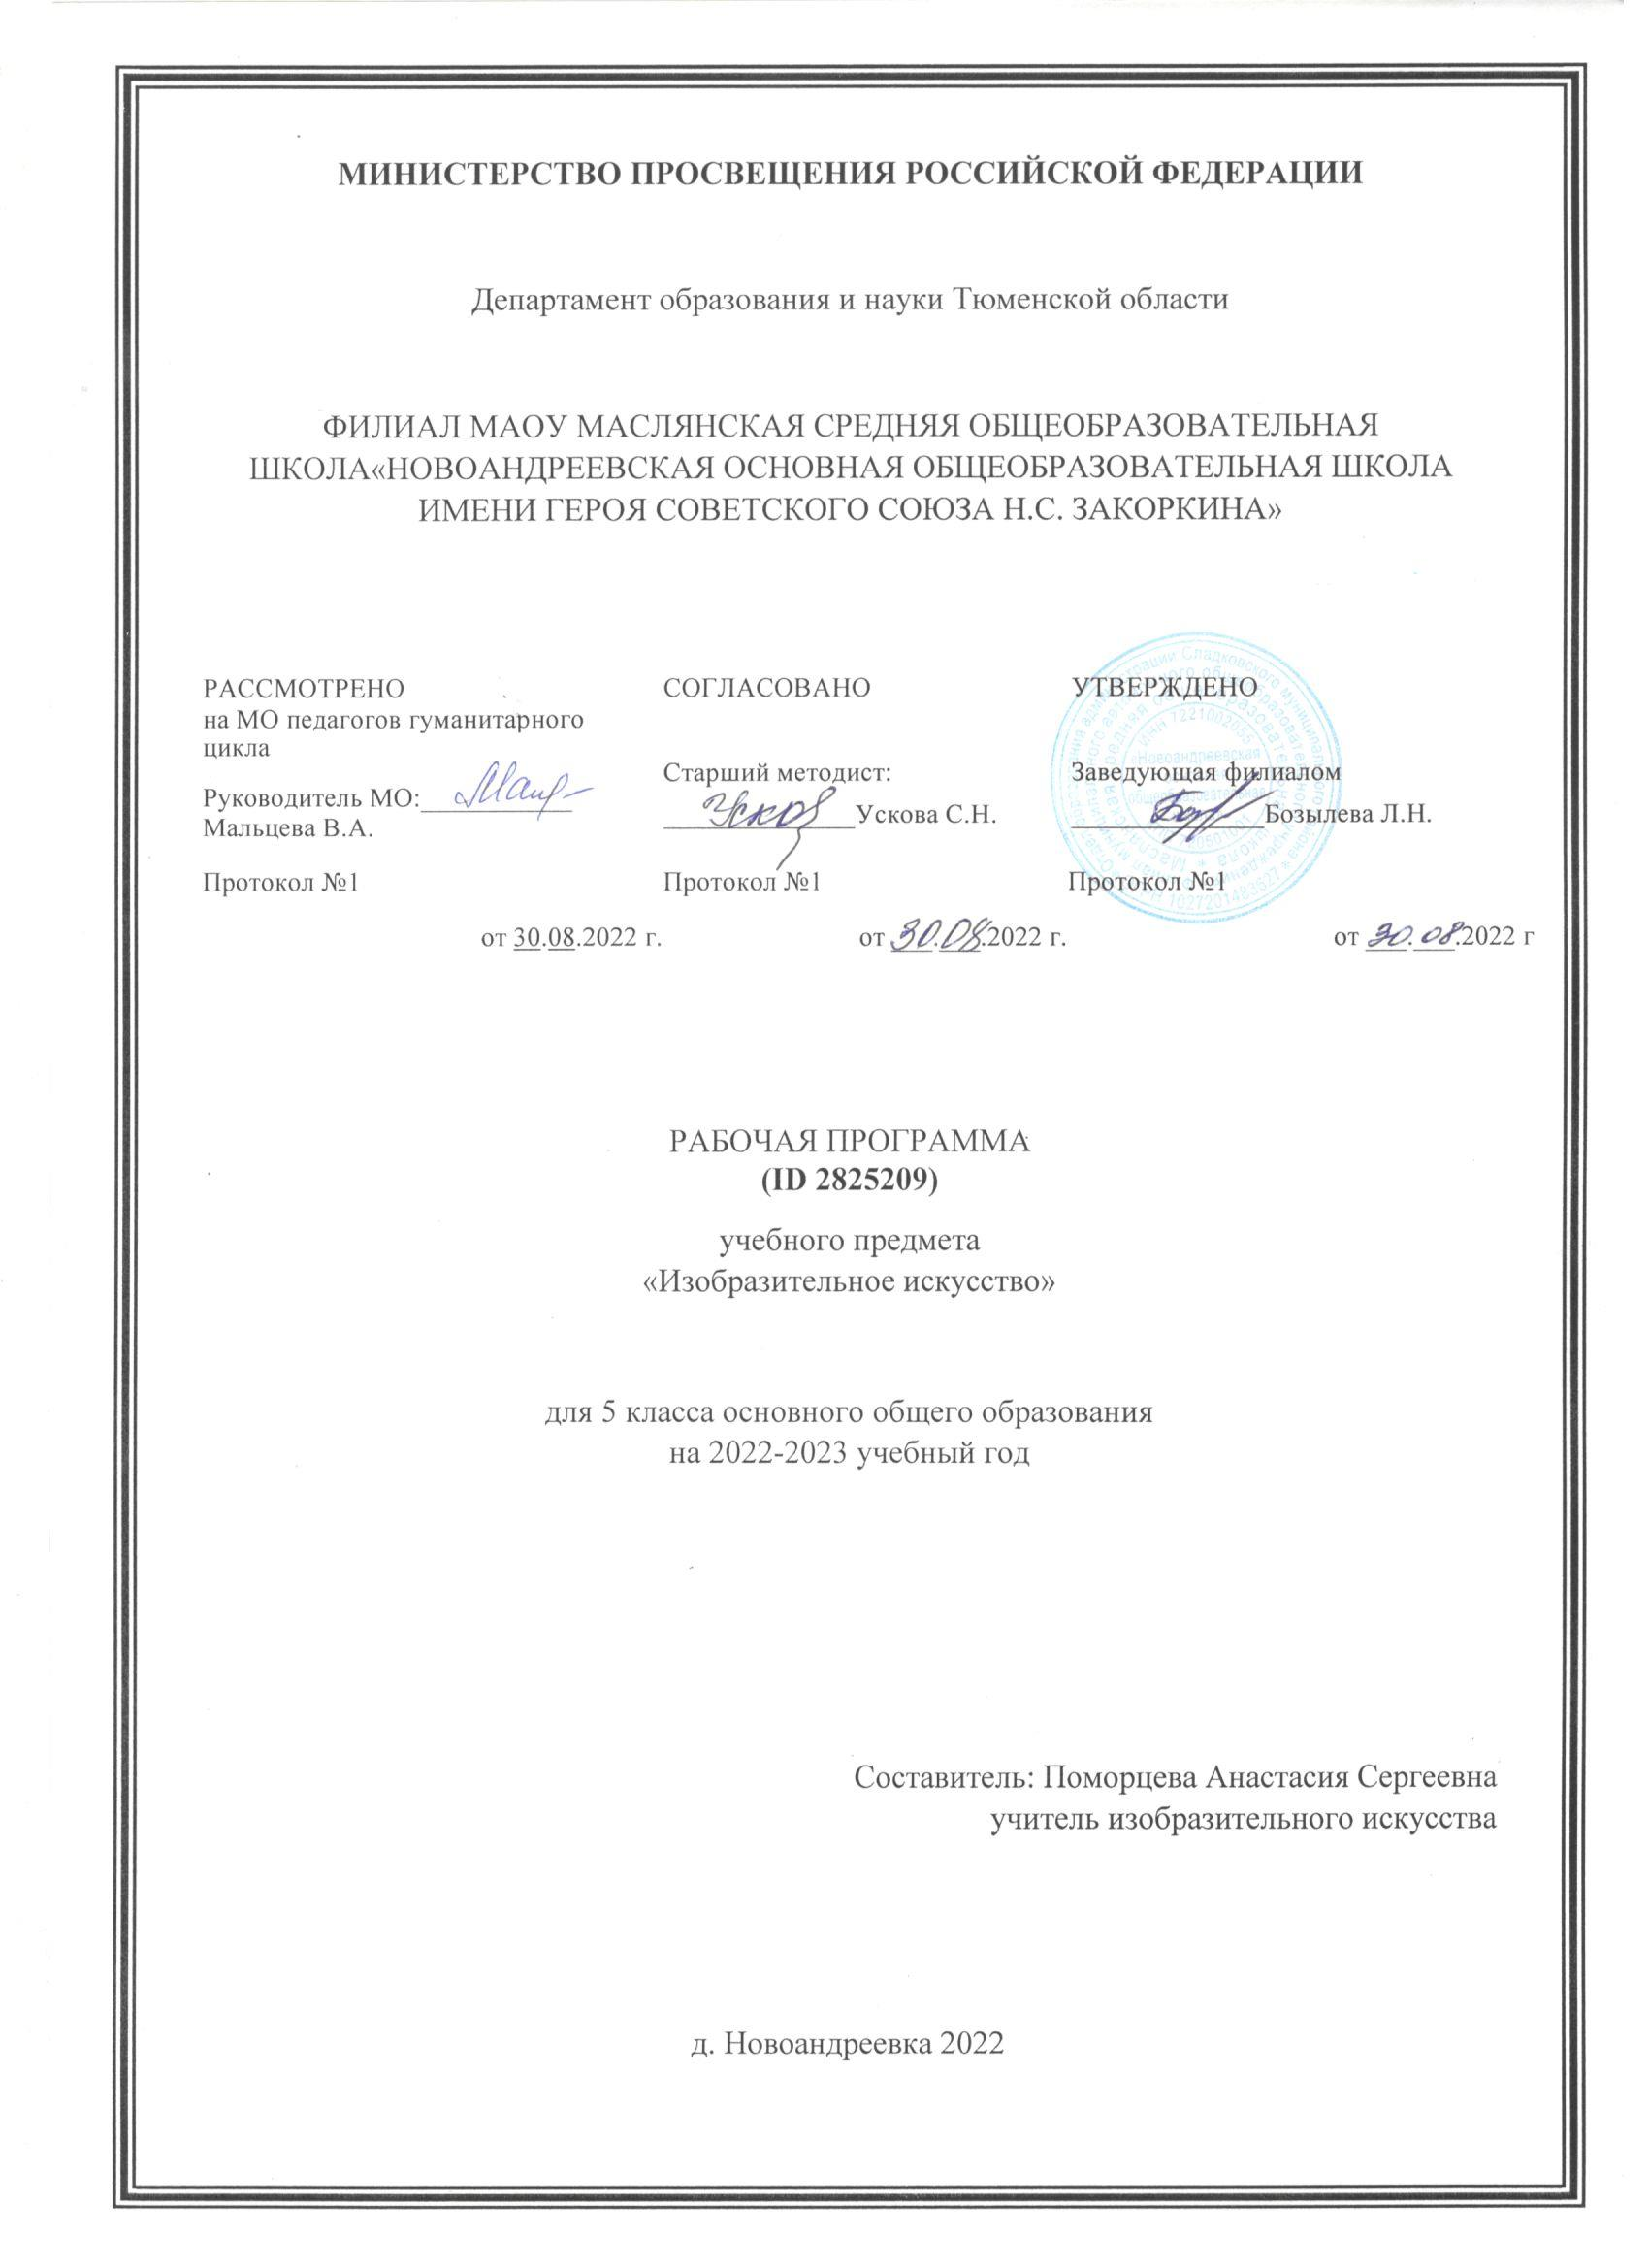 МИНИСТЕРСТВО ПРОСВЕЩЕНИЯ РОССИЙСКОЙ ФЕДЕРАЦИИ
Департамент образования и науки Тюменской области
ФИЛИАЛ МАОУ МАСЛЯНСКАЯ СРЕДНЯЯ ОБЩЕОБРАЗОВАТЕЛЬНАЯ
ШКОЛА«НОВОАНДРЕЕВСКАЯ ОСНОВНАЯ ОБЩЕОБРАЗОВАТЕЛЬНАЯ ШКОЛА
ИМЕНИ ГЕРОЯ СОВЕТСКОГО СОЮЗА Н.С. ЗАКОРКИНА»
РАССМОТРЕНО
на МО педагогов гуманитарного
цикла
Руководитель МО:
Мальцева В.А.
Протокол №1
от 30.08.2022 г.
СОГЛАСОВАНО
Старший методист:
Ускова С.Н.
Протокол №1
от 30.08.2022 г.
УТВЕРЖДЕНО
Заведующая филиалом
Бозылева Л.Н.
Протокол №1
от 30.08.2022 г
РАБОЧАЯ ПРОГРАММА
(ID 2825209)
учебного предмета
«Изобразительное искусство»
для 5 класса основного общего образования
на 2022-2023 учебный год
Составитель: Поморцева Анастасия Сергеевна
учитель изобразительного искусства
д. Новоандреевка 2022